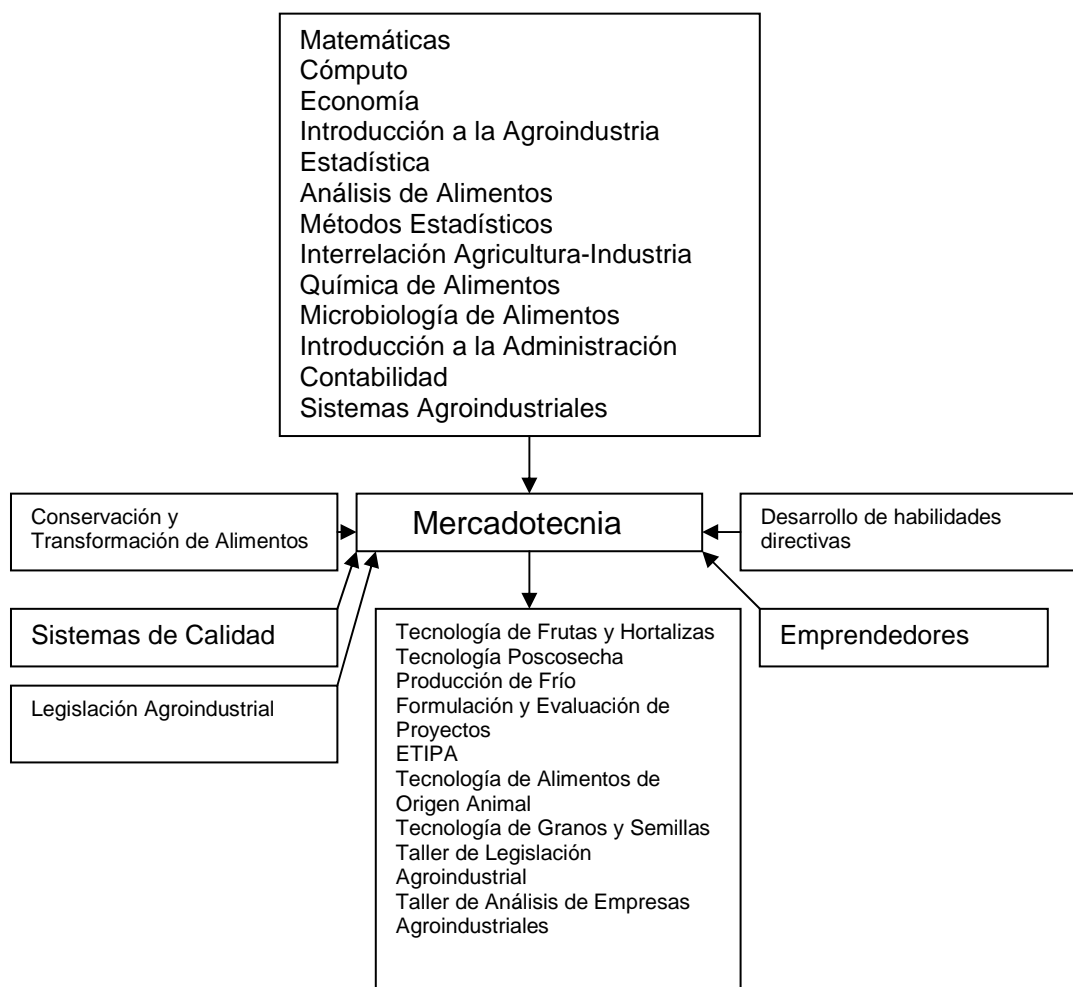 Matemáticas
Cómputo
Economía
Introducción a la Agroindustria
Estadística
Análisis de Alimentos
Métodos Estadísticos
Interrelación Agricultura-Industria
Química de Alimentos
Microbiología de Alimentos
Introducción a la Administración
Contabilidad
Sistemas Agroindustriales
Conservación y
Transformación de Alimentos
Mercadotecnia
Desarrollo de habilidades
directivas
Sistemas de Calidad
Emprendedores
Legislación Agroindustrial
Tecnología de Frutas y Hortalizas
Tecnología Poscosecha
Producción de Frío
Formulación y Evaluación de
Proyectos
ETIPA
Tecnología de Alimentos de
Origen Animal
Tecnología de Granos y Semillas
Taller de Legislación
Agroindustrial
Taller de Análisis de Empresas
Agroindustriales